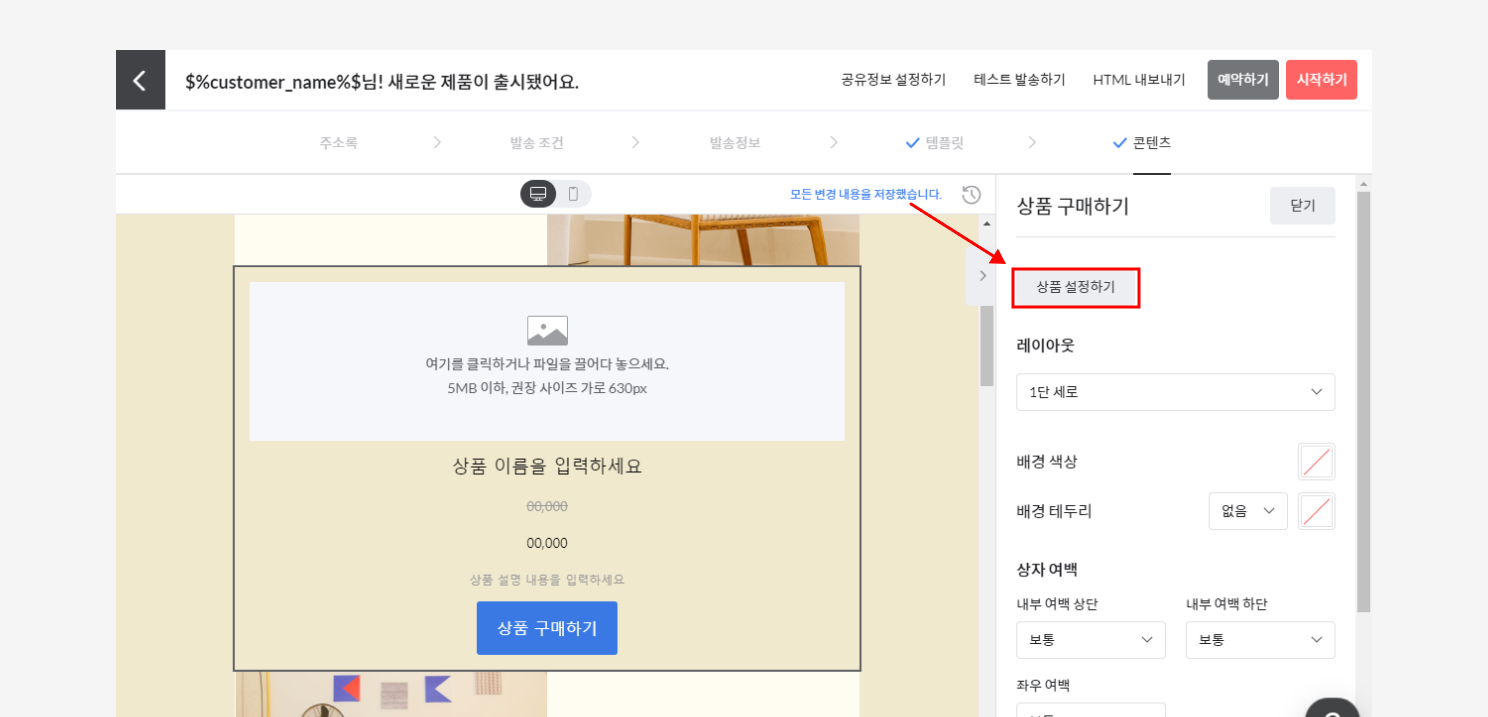 $%customer_name%$님! 새로운 제품이 출시됐어요.
공유정보 설정하기
테스트 발송하기
HTML 내보내기
예약하기
시작하기
주소록
발송 조건
발송정보
템플릿
콘텐츠
모든 변경 내용을 저장했습니다.
여기를 클릭하거나 파일을 끌어다 놓으세요.
5MB 이하, 권장 사이즈 가로 630px
상품 이름을 입력하세요
00,000
00,000
상품 설명 내용을 입력하세요
상품 구매하기
상품 구매하기
닫기
상품 설정하기
레이아웃
1단 세로
배경 색상
배경 테두리
없음
상자 여백
내부 여백 상단
내부 여백 하단
보통
보통
좌우 여백